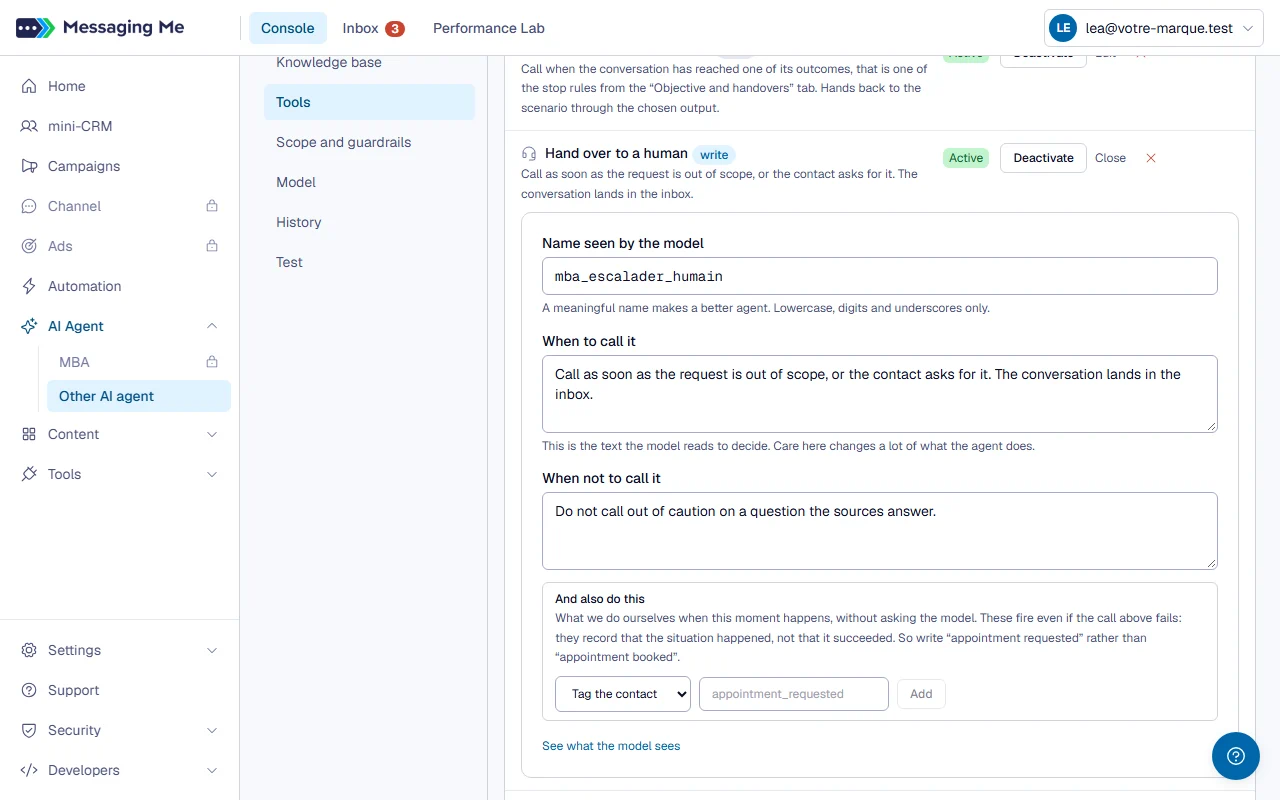 Messaging Me
Console
Inbox 3
Performance Lab
LE
lea@votre-marque.test
Home
mini-CRM
Campaigns
Channel
Ads
Automation
AI Agent
MBA
Other AI agent
Content
Tools
Settings
Support
Security
Developers
Knowledge base
Tools
Scope and guardrails
Model
History
Test
Call when the conversation has reached one of its outcomes, that is one of
the stop rules from the “Objective and handovers” tab. Hands back to the
scenario through the chosen output.
Hand over to a human write
Active
Deactivate
Close
Call as soon as the request is out of scope, or the contact asks for it. The
conversation lands in the inbox.
Name seen by the model
mba_escalader_humain
A meaningful name makes a better agent. Lowercase, digits and underscores only.
When to call it
Call as soon as the request is out of scope, or the contact asks for it. The conversation lands in the
inbox.
This is the text the model reads to decide. Care here changes a lot of what the agent does.
When not to call it
Do not call out of caution on a question the sources answer.
And also do this
What we do ourselves when this moment happens, without asking the model. These fire even if the call above fails:
they record that the situation happened, not that it succeeded. So write “appointment requested” rather than
“appointment booked”.
Tag the contact
appointment_requested
Add
See what the model sees